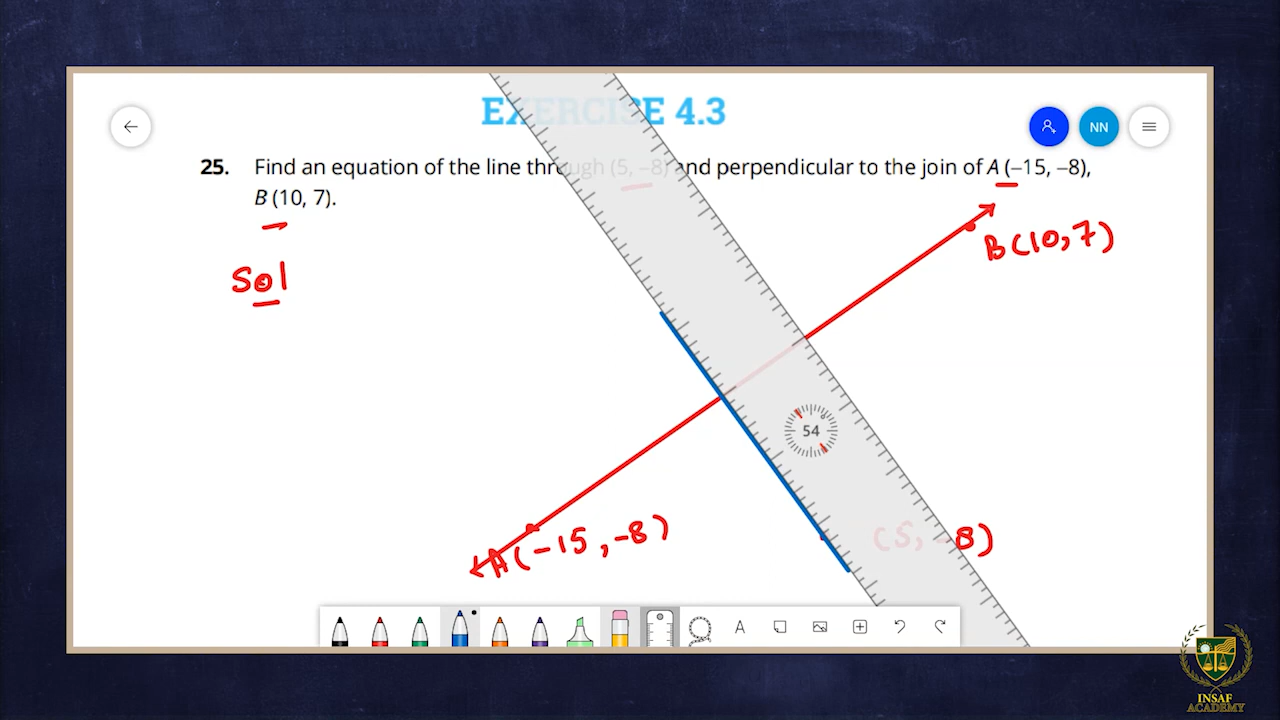 EXERCISE 4.3
25. Find an equation of the line through (5, –8) and perpendicular to the join of A (–15, –8),
B (10, 7).
NN
Sol
B(10,7)
54
A(-15,-8)
(5,-8)
A
INSAF
ACADEMY